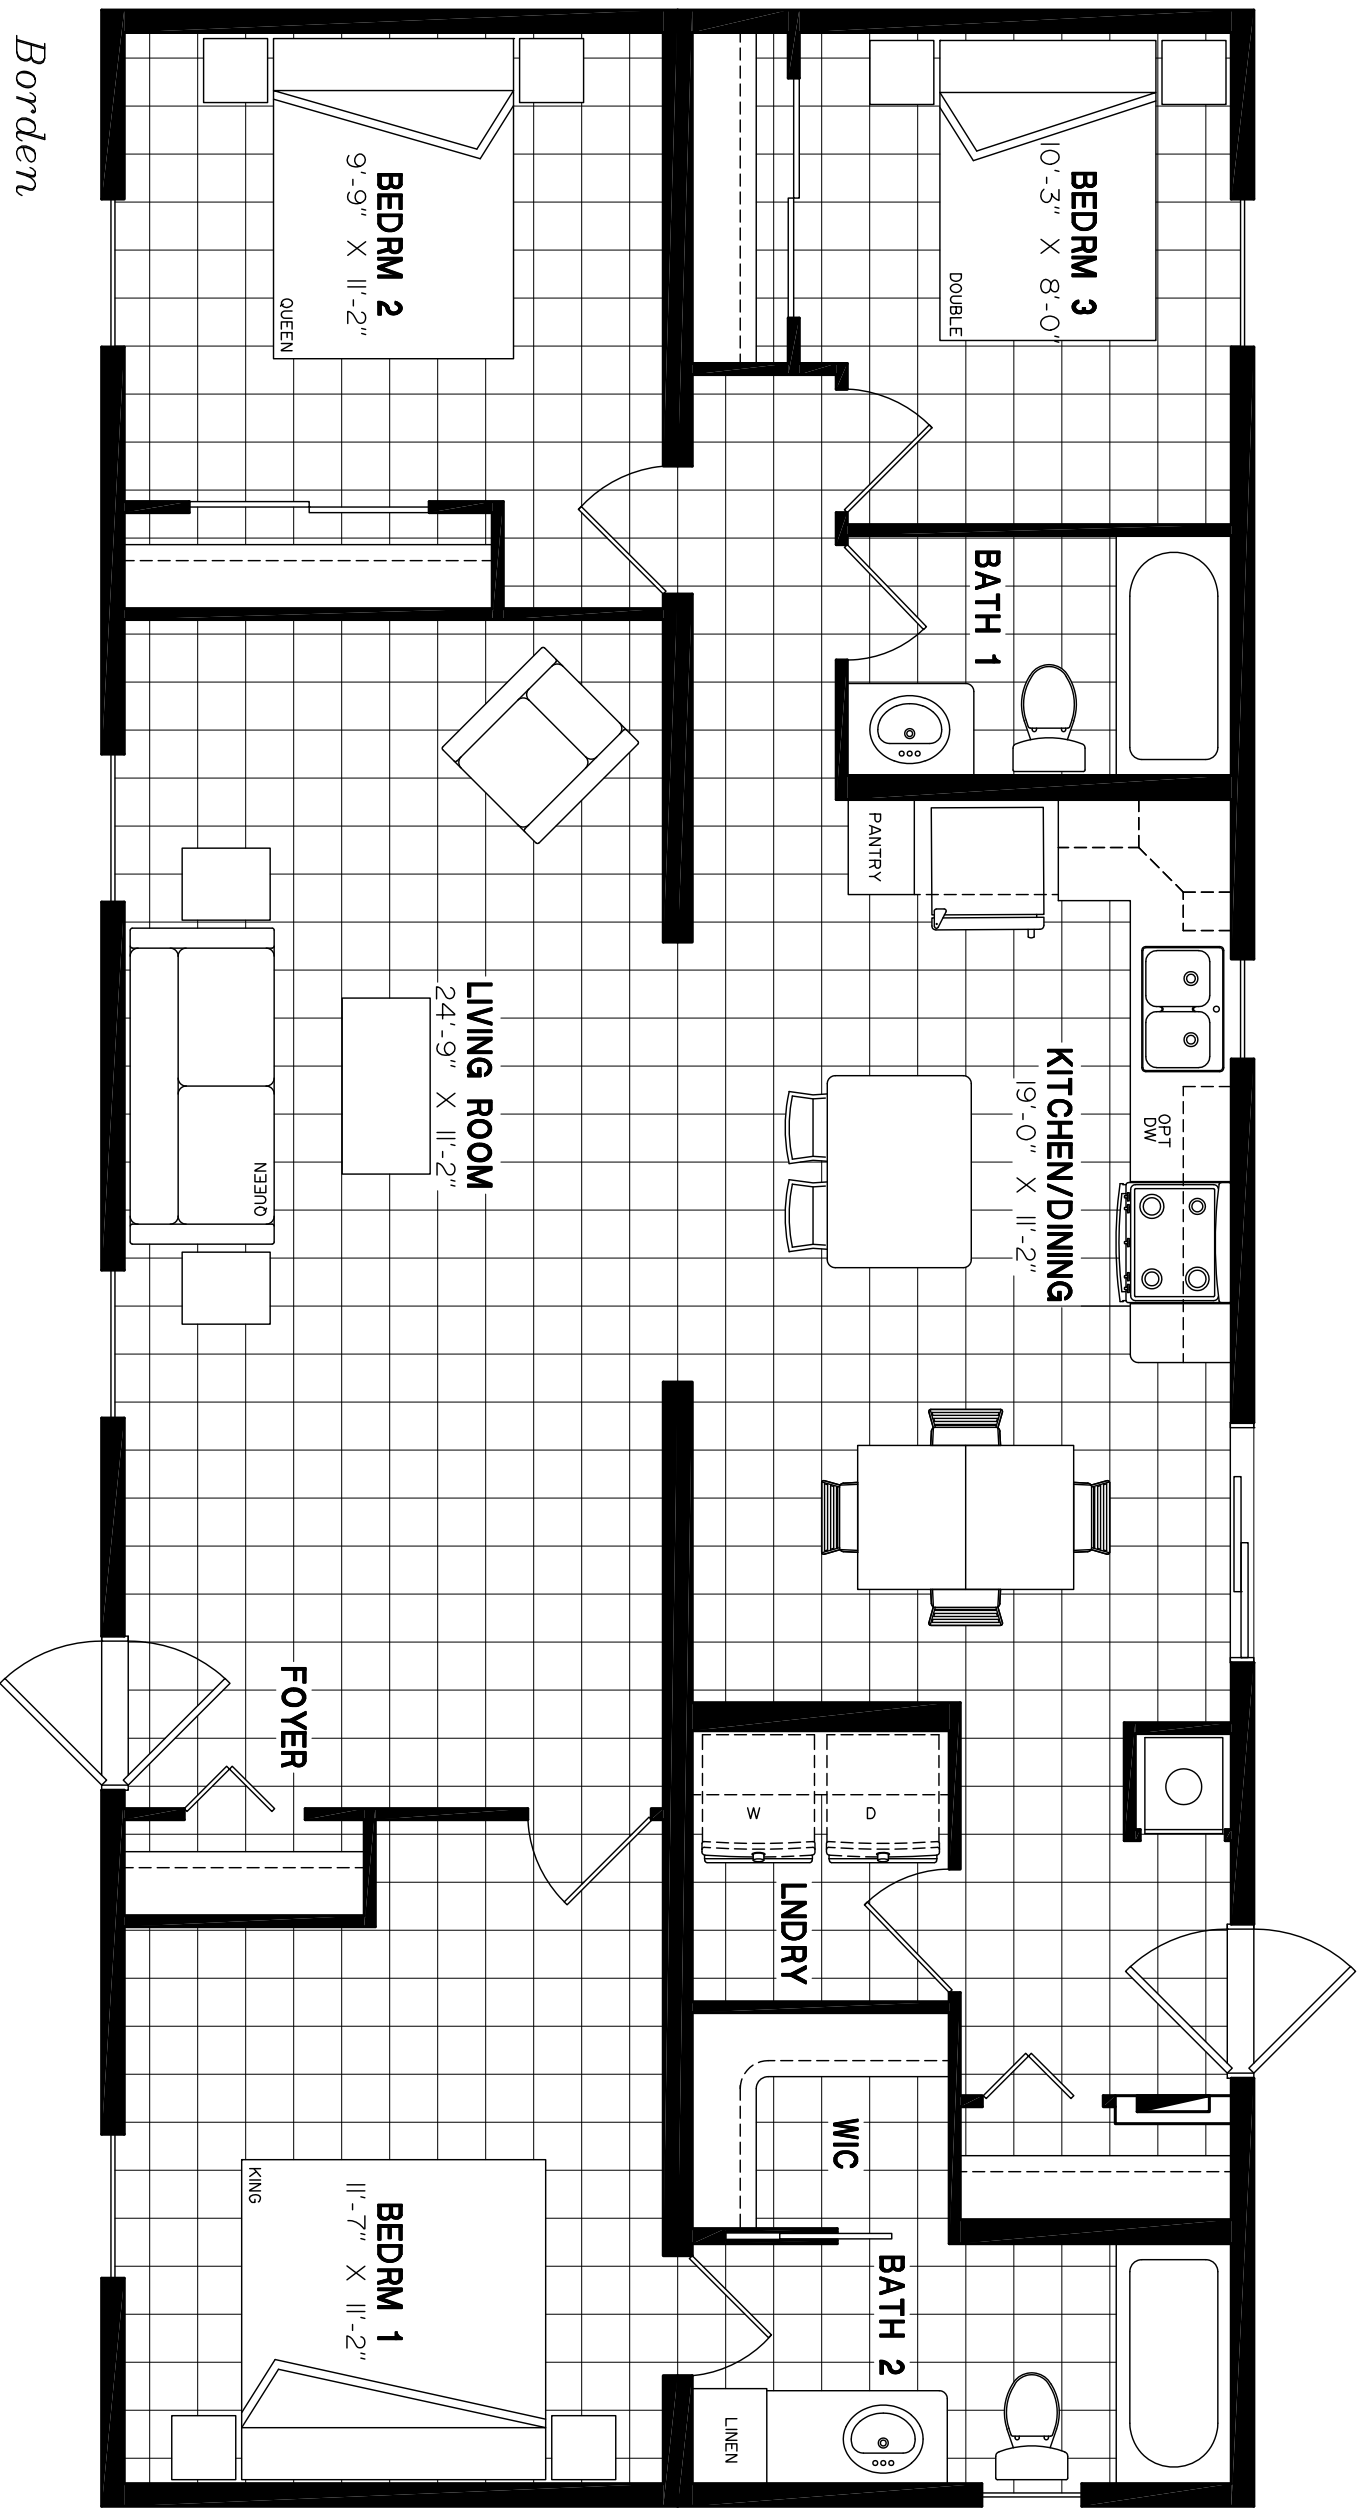 BEDRM 3
10'-3" X 8'-0"
DOUBLE
BATH 1
PANTRY
KITCHEN/DINING
19'-0" X 11'-2"
OPT
DW
W
D
LNDRY
WIC
BATH 2
LINEN
BEDRM 2
9'-9" X 11'-2"
QUEEN
LIVING ROOM
24'-9" X 11'-2"
QUEEN
FOYER
BEDRM 1
11'-7" X 11'-2"
KING
Borden